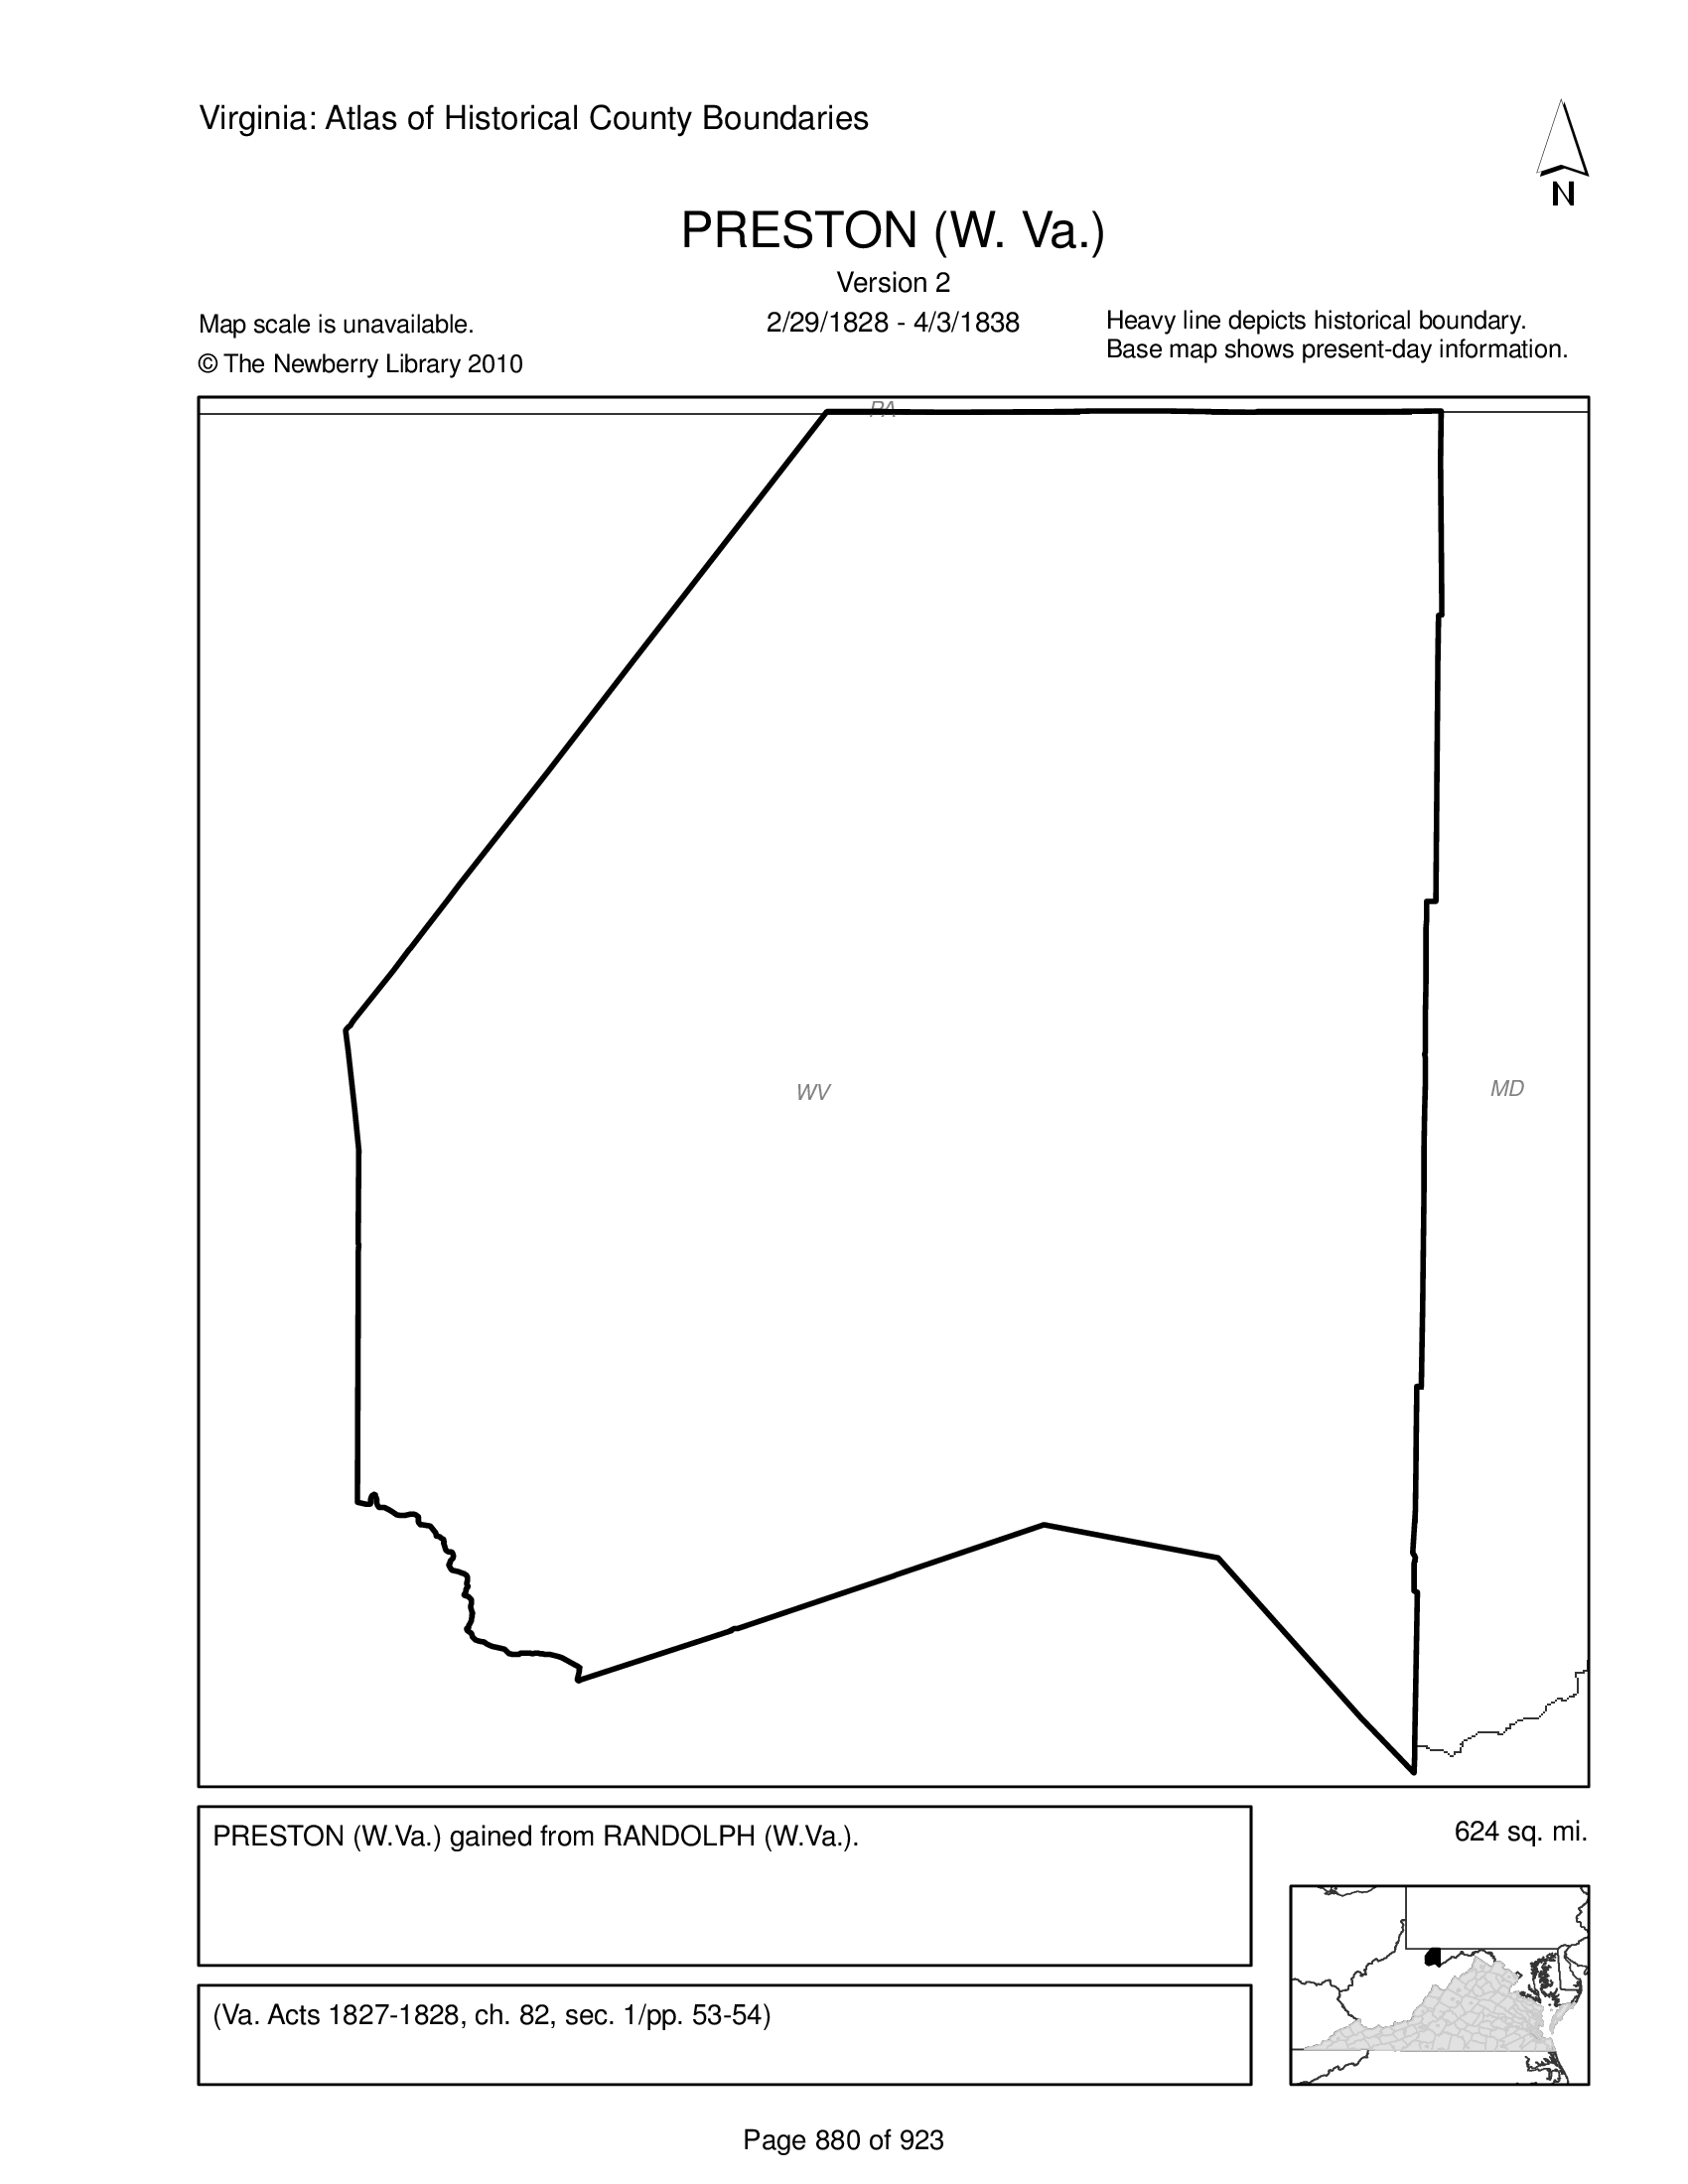 Virginia: Atlas of Historical County Boundaries
N
PRESTON (W. Va.)
Version 2
2/29/1828 - 4/3/1838
Map scale is unavailable.
© The Newberry Library 2010
Heavy line depicts historical boundary.
Base map shows present-day information.
PA
WV
MD
PRESTON (W.Va.) gained from RANDOLPH (W.Va.).
624 sq. mi.
(Va. Acts 1827-1828, ch. 82, sec. 1/pp. 53-54)
Page 880 of 923